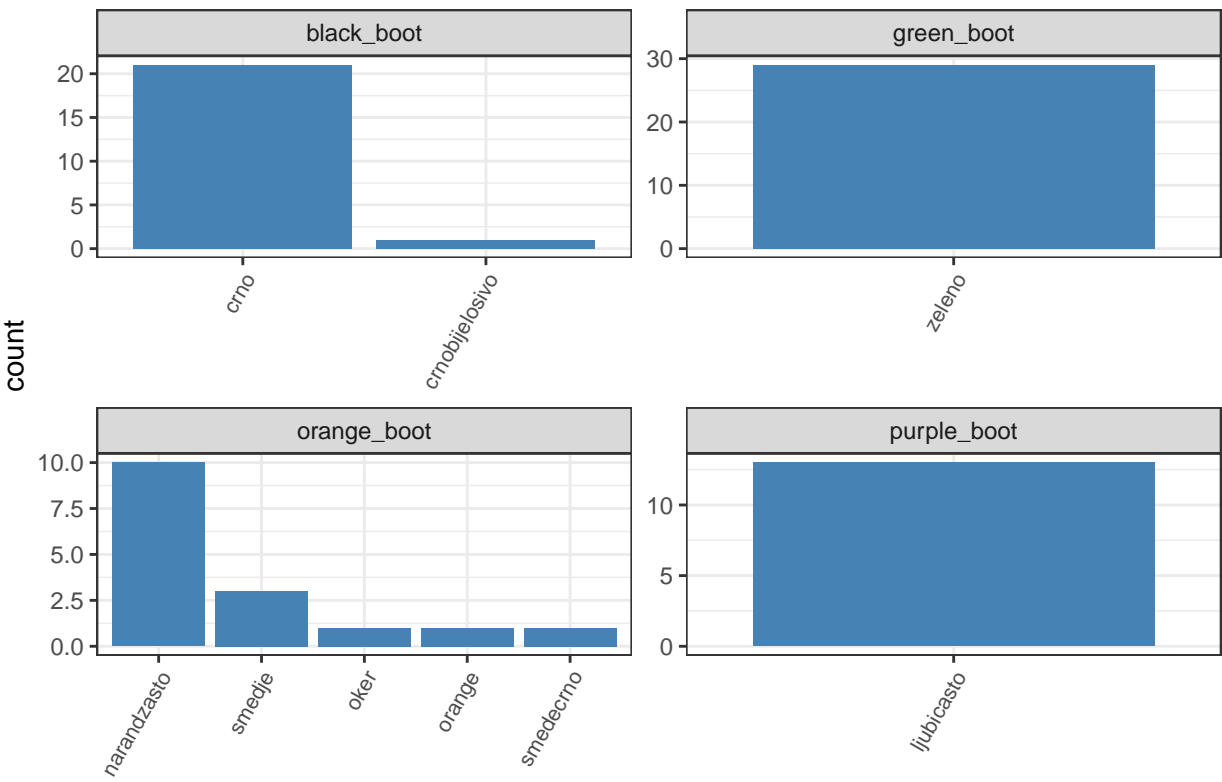 black_boot
20
15
10
5
0
crno
crnobijelosivo
green_boot
30
20
10
0
zeleno
count
orange_boot
10.0
7.5
5.0
2.5
0.0
narandzasto
smedje
oker
orange
smedecrno
purple_boot
10
5
0
ljubicasto